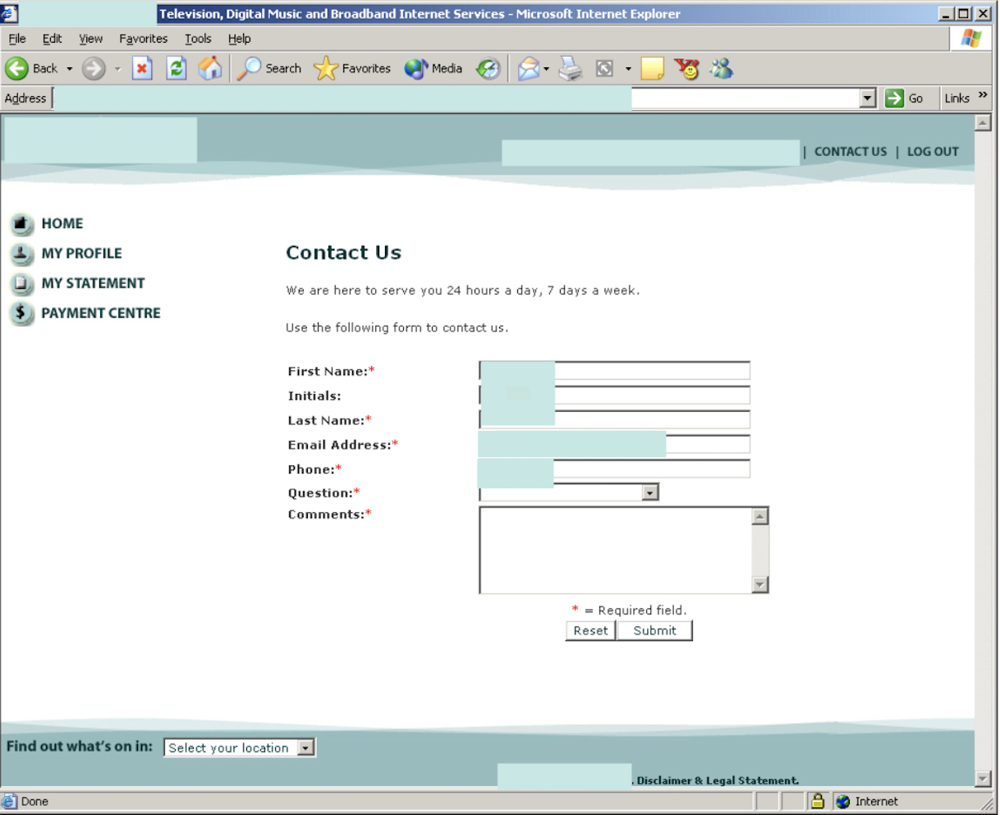 Television, Digital Music and Broadband Internet Services - Microsoft Internet Explorer
File Edit View Favorites Tools Help
Back Search Favorites Media
Address Go Links »
| CONTACT US | LOG OUT
HOME
MY PROFILE
MY STATEMENT
PAYMENT CENTRE
Contact Us
We are here to serve you 24 hours a day, 7 days a week.
Use the following form to contact us.
First Name:*
Initials:
Last Name:*
Email Address:*
Phone:*
Question:*
Comments:*
* = Required field.
Reset Submit
Find out what's on in: Select your location
. Disclaimer & Legal Statement.
Done Internet